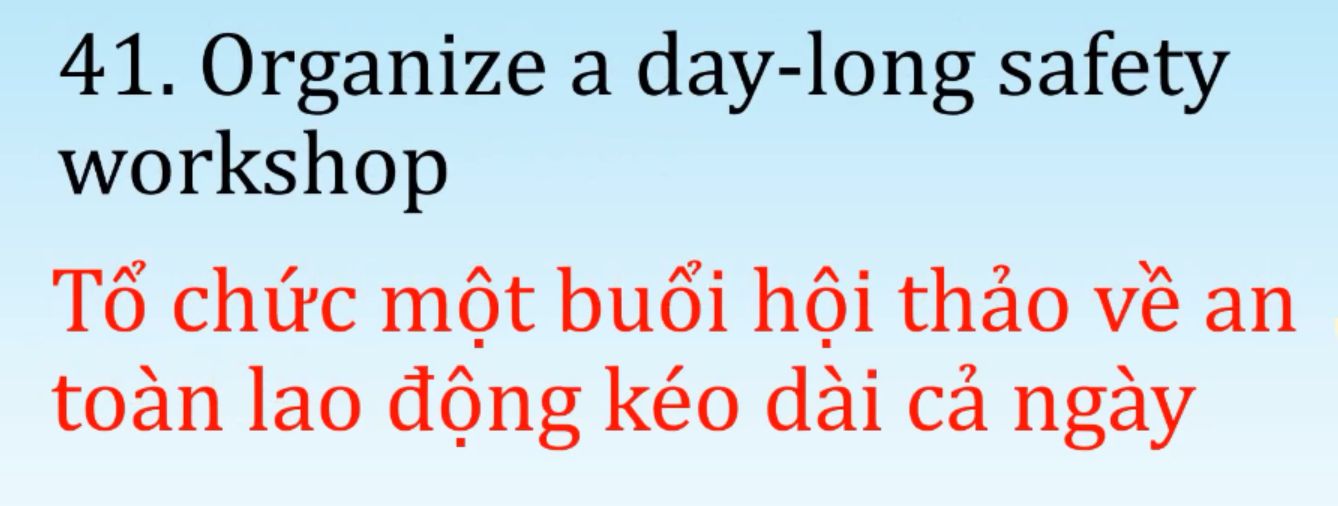 41. Organize a day-long safety
workshop
Tổ chức một buổi hội thảo về an
toàn lao động kéo dài cả ngày